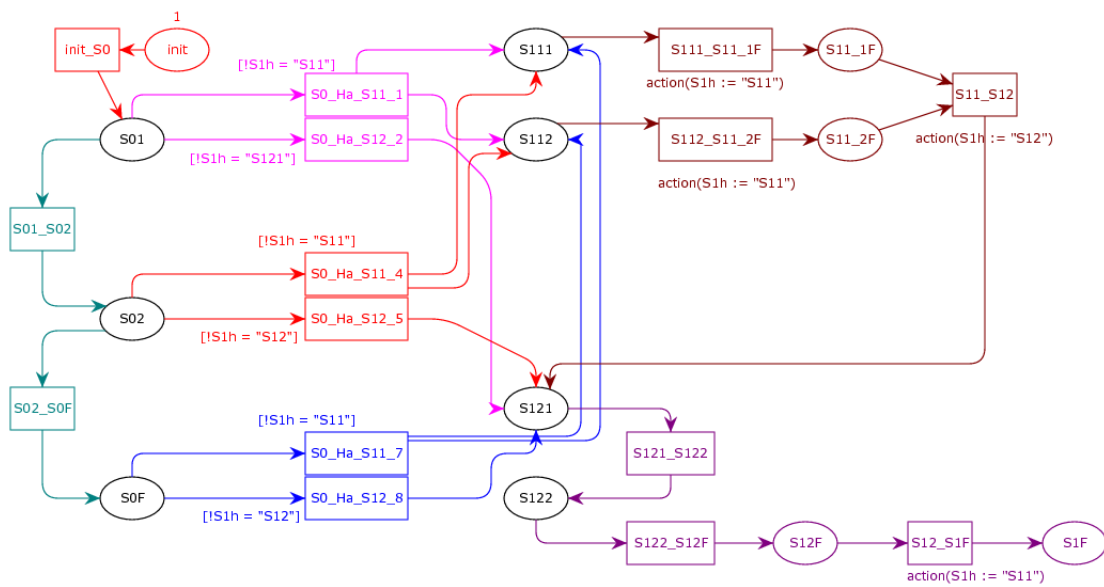 1
init_S0
init
S111
S111_S11_1F
S11_1F
action(S1h := "S11")
[!S1h = "S11"]
S0_Ha_S11_1
S11_S12
action(S1h := "S12")
S01
S0_Ha_S12_2
[!S1h = "S121"]
S112
S112_S11_2F
S11_2F
action(S1h := "S11")
S01_S02
[!S1h = "S11"]
S0_Ha_S11_4
S02
S0_Ha_S12_5
[!S1h = "S12"]
S02_S0F
S121
[!S1h = "S11"]
S0_Ha_S11_7
S121_S122
S0F
S0_Ha_S12_8
[!S1h = "S12"]
S122
S122_S12F
S12F
S12_S1F
S1F
action(S1h := "S11")